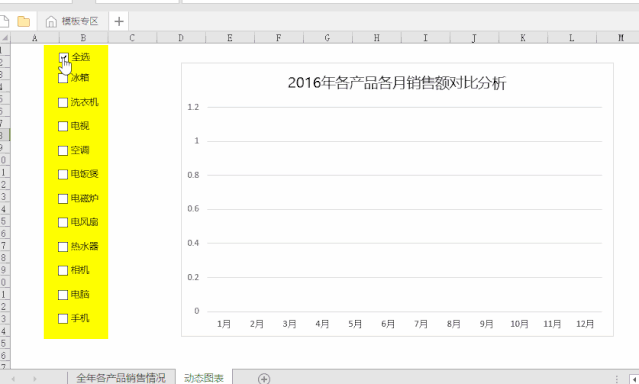 模板专区
A B C D E F G H I J K L M
全选
冰箱
洗衣机
电视
空调
电饭煲
电磁炉
电风扇
热水器
相机
电脑
手机
2016年各产品各月销售额对比分析
1.2
1
0.8
0.6
0.4
0.2
0
1月 2月 3月 4月 5月 6月 7月 8月 9月 10月 11月 12月
全年各产品销售情况 动态图表